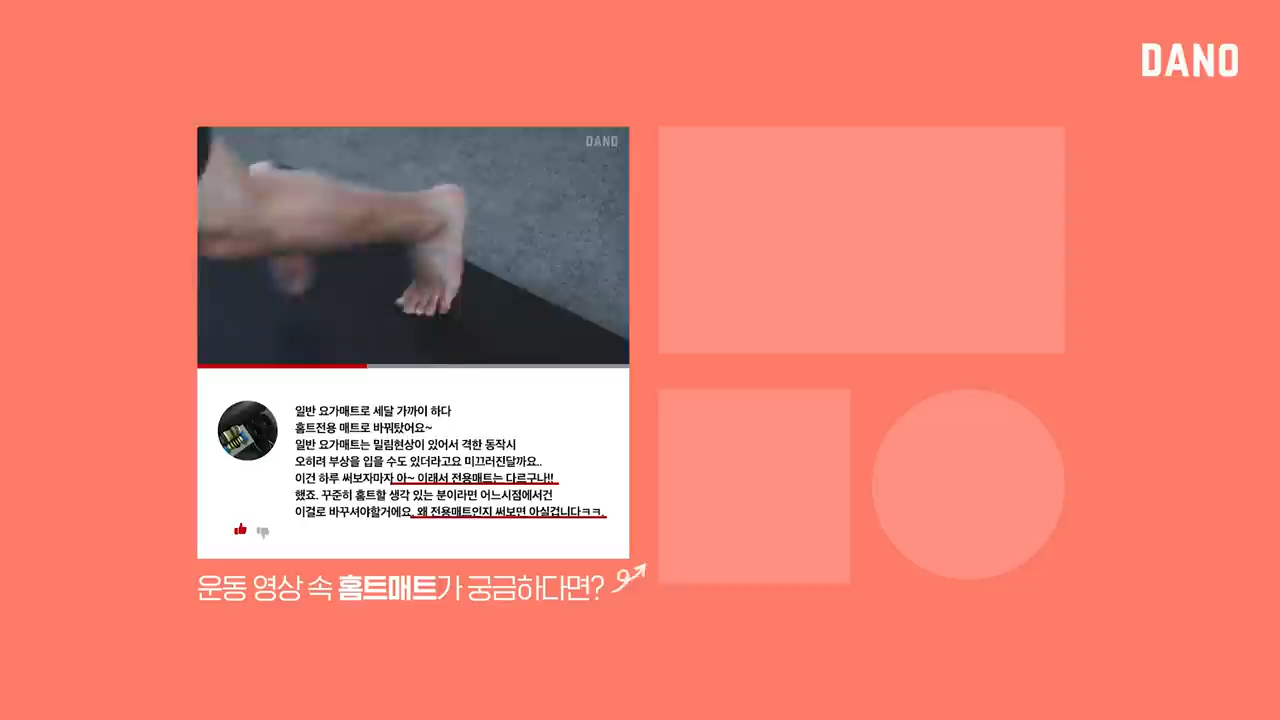 DANO
DANO
일반 요가매트로 세달 가까이 하다
홈트전용 매트로 바꿔탔어요~
일반 요가매트는 밀림현상이 있어서 격한 동작시
오히려 부상을 입을 수도 있더라고요 미끄러진달까요..
이건 하루 써보자마자 아~ 이래서 전용매트는 다르구나!!
했죠. 꾸준히 홈트할 생각 있는 분이라면 어느시점에서건
이걸로 바꾸셔야할거에요. 왜 전용매트인지 써보면 아실겁니다ㅋㅋ.
운동 영상 속 홈트매트가 궁금하다면?